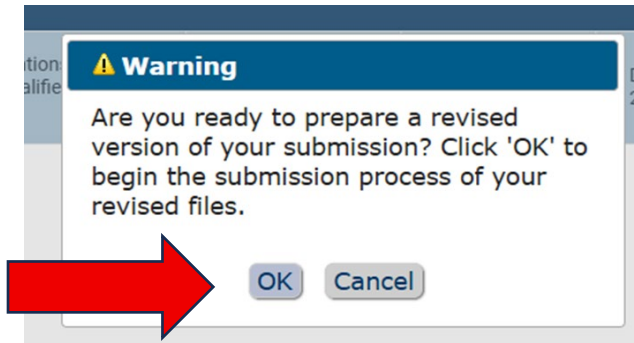 Warning
Are you ready to prepare a revised
version of your submission? Click 'OK' to
begin the submission process of your
revised files.
OK Cancel